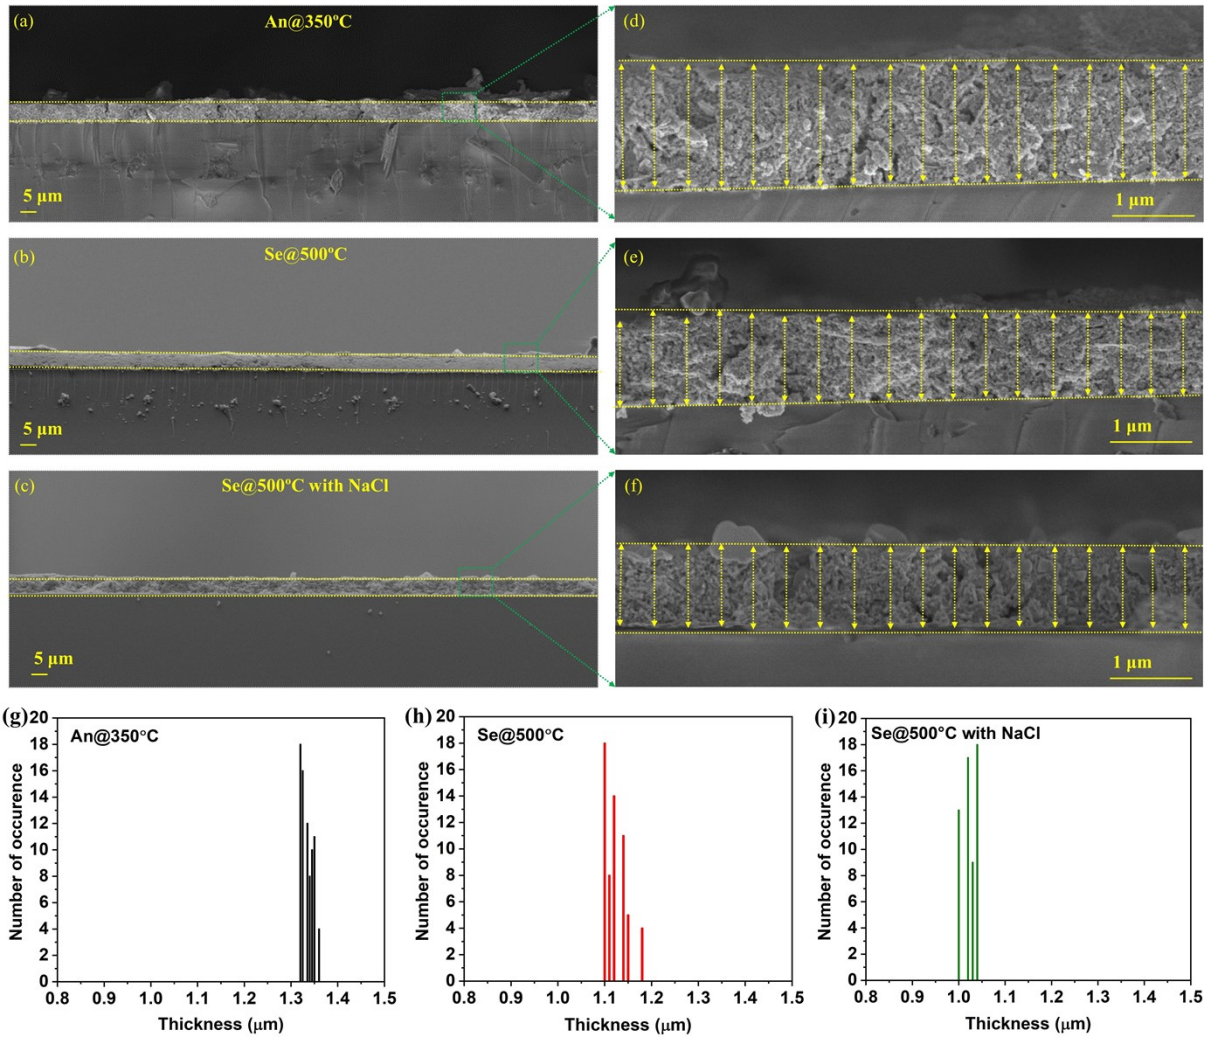 (a)
An@350°C
5 µm
(d)
1 µm
(b)
Se@500°C
5 µm
(e)
1 µm
(c)
Se@500°C with NaCl
5 µm
(f)
1 µm
(g)
An@350°C
20
18
16
14
12
10
8
6
4
2
0
Number of occurence
0.8 0.9 1.0 1.1 1.2 1.3 1.4 1.5
Thickness (µm)
(h)
Se@500°C
20
18
16
14
12
10
8
6
4
2
0
Number of occurence
0.8 0.9 1.0 1.1 1.2 1.3 1.4 1.5
Thickness (µm)
(i)
Se@500°C with NaCl
20
18
16
14
12
10
8
6
4
2
0
Number of occurence
0.8 0.9 1.0 1.1 1.2 1.3 1.4 1.5
Thickness (µm)